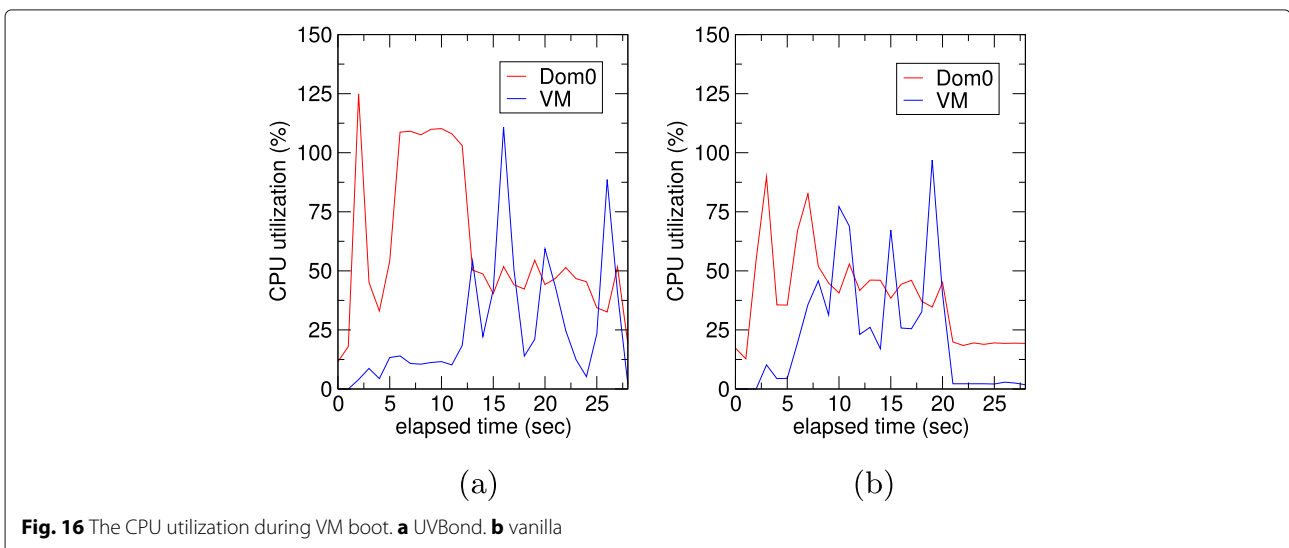 150
125
100
75
50
25
0
CPU utilization (%)
Dom0
VM
0 5 10 15 20 25
elapsed time (sec)
(a)
150
125
100
75
50
25
0
CPU utilization (%)
Dom0
VM
0 5 10 15 20 25
elapsed time (sec)
(b)
Fig. 16 The CPU utilization during VM boot. a UVBond. b vanilla